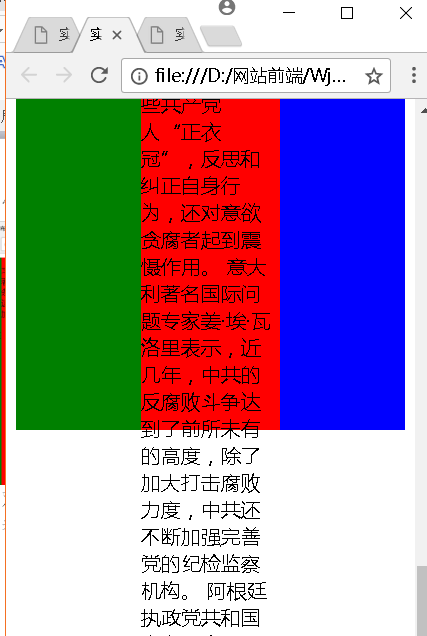 实
实
实
file:///D:/网站前端/Wj...
些共产党
人“正衣
冠”，反思和
纠正自身行
为，还对意欲
贪腐者起到震
慑作用。 意大
利著名国际问
题专家姜·埃·瓦
洛里表示，近
几年，中共的
反腐败斗争达
到了前所未有
的高度，除了
加大打击腐败
力度，中共还
不断加强完善
党的纪检监察
机构。 阿根廷
执政党共和国